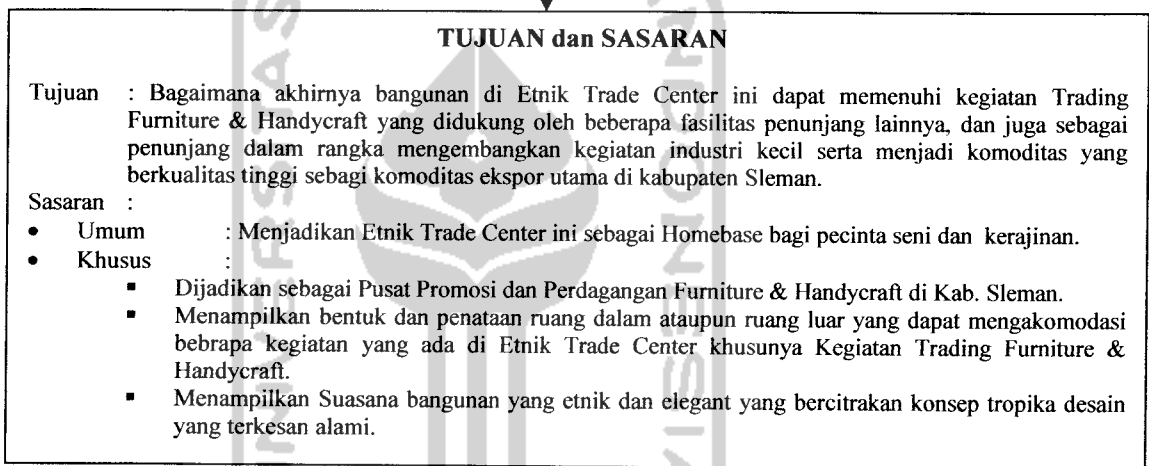 TUJUAN dan SASARAN
Tujuan : Bagaimana akhirnya bangunan di Etnik Trade Center ini dapat memenuhi kegiatan Trading
Furniture & Handycraft yang didukung oleh beberapa fasilitas penunjang lainnya, dan juga sebagai
penunjang dalam rangka mengembangkan kegiatan industri kecil serta menjadi komoditas yang
berkualitas tinggi sebagi komoditas ekspor utama di kabupaten Sleman.
Sasaran :
• Umum : Menjadikan Etnik Trade Center ini sebagai Homebase bagi pecinta seni dan kerajinan.
• Khusus :
▪ Dijadikan sebagai Pusat Promosi dan Perdagangan Furniture & Handycraft di Kab. Sleman.
▪ Menampilkan bentuk dan penataan ruang dalam ataupun ruang luar yang dapat mengakomodasi
bebrapa kegiatan yang ada di Etnik Trade Center khusunya Kegiatan Trading Furniture &
Handycraft.
▪ Menampilkan Suasana bangunan yang etnik dan elegant yang bercitrakan konsep tropika desain
yang terkesan alami.